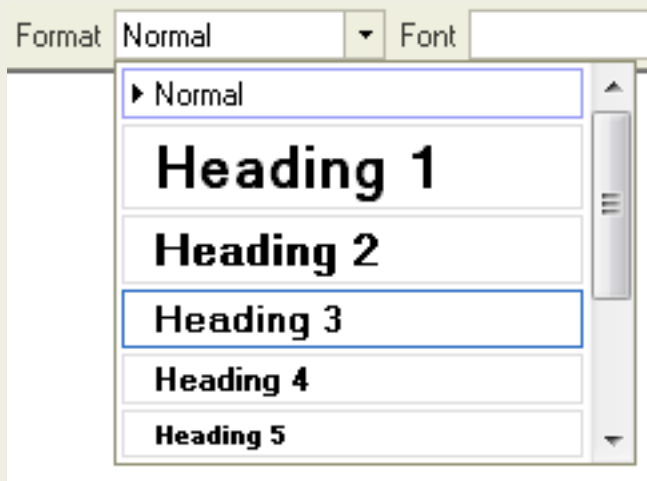 Format Normal Font
Normal
Heading 1
Heading 2
Heading 3
Heading 4
Heading 5